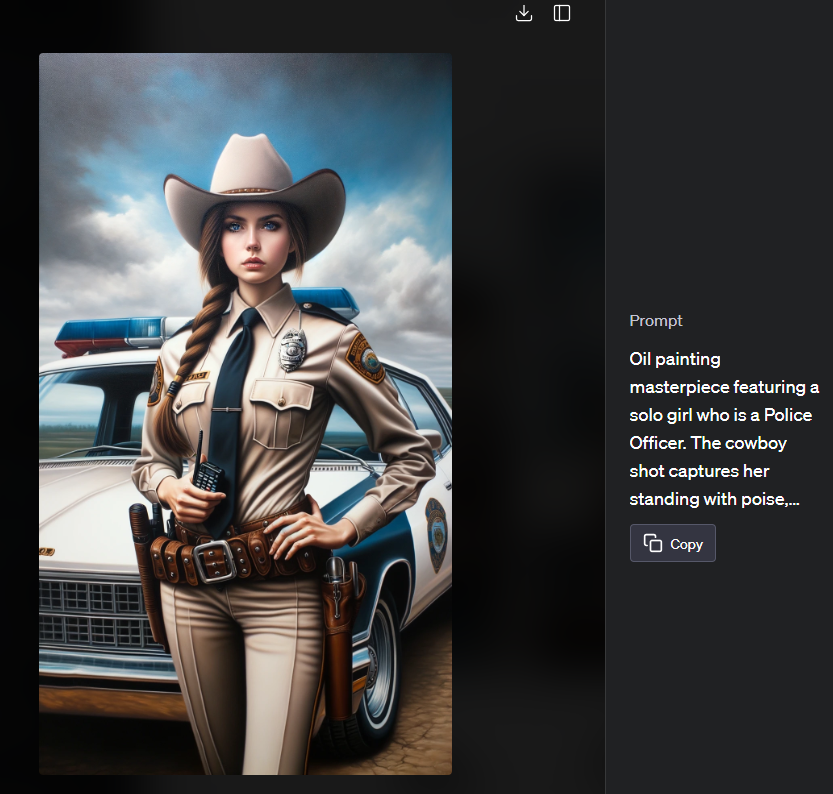 Prompt
Oil painting
masterpiece featuring a
solo girl who is a Police
Officer. The cowboy
shot captures her
standing with poise,...
Copy